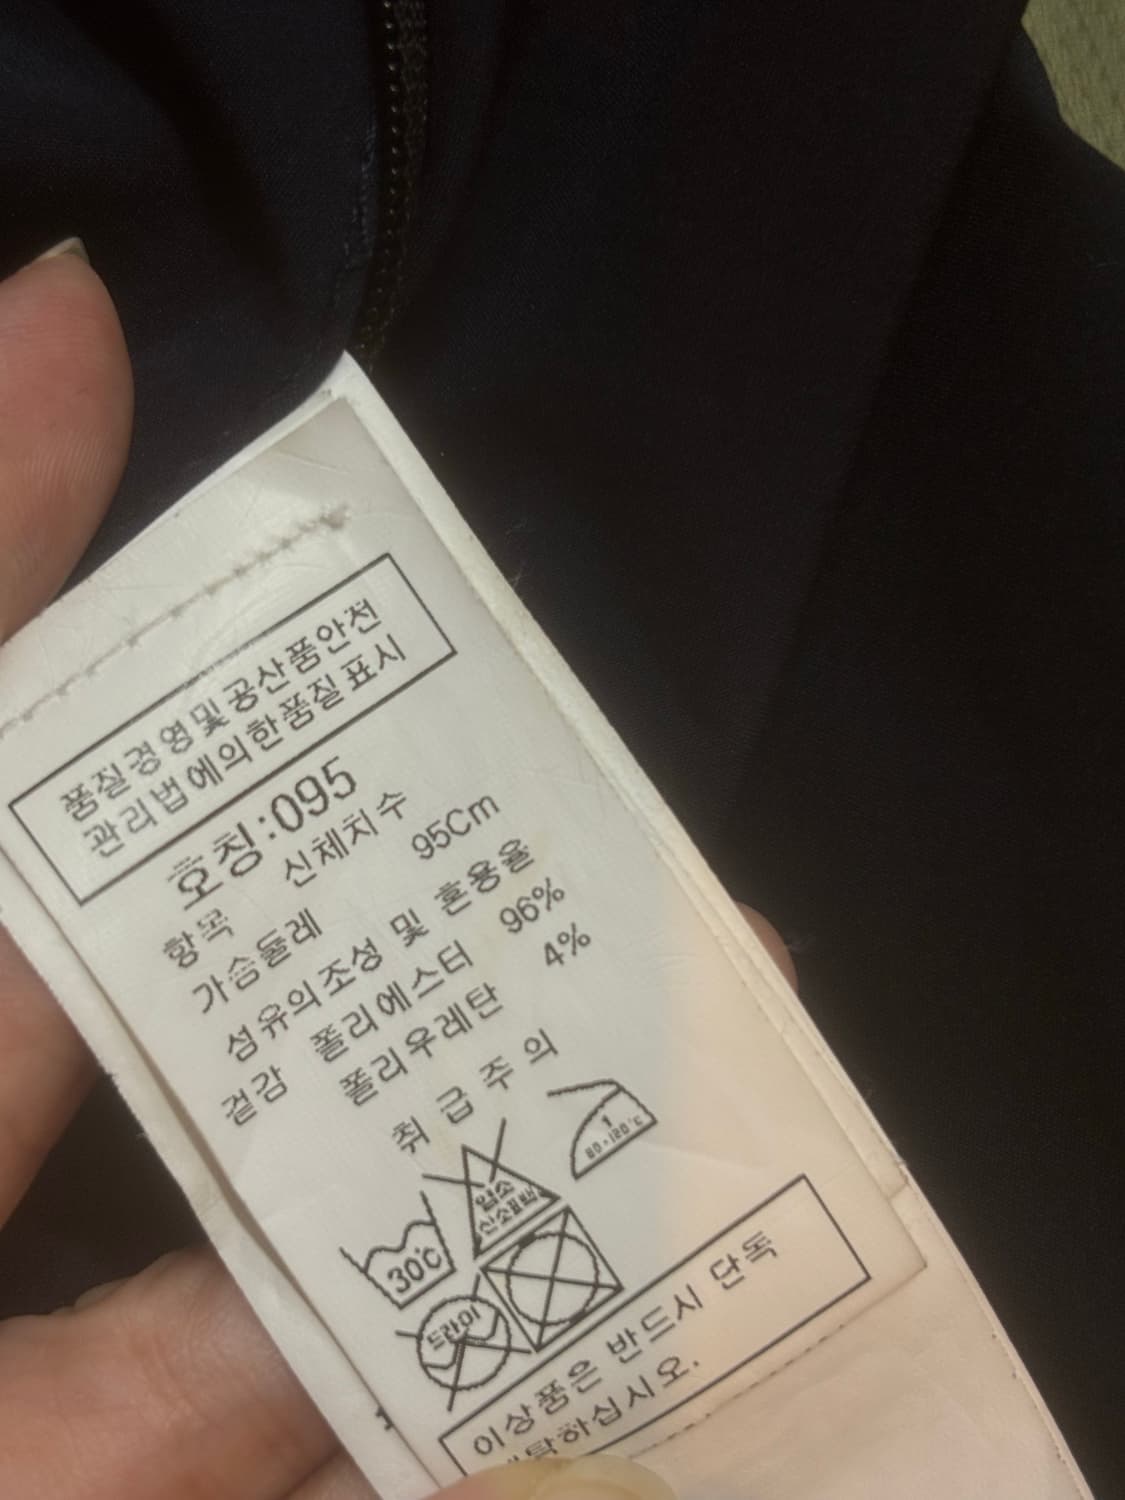 품질경영및공산품안전
관리법에의한품질표시
호칭:095
신체치수
항목
가슴둘레 95Cm
섬유의조성 및 혼용율
겉감 폴리에스터 96%
폴리우레탄 4%
취급주의
30℃
염소
산소표백
1
80~120℃
드라이
이상품은 반드시 단독
세탁하십시오.